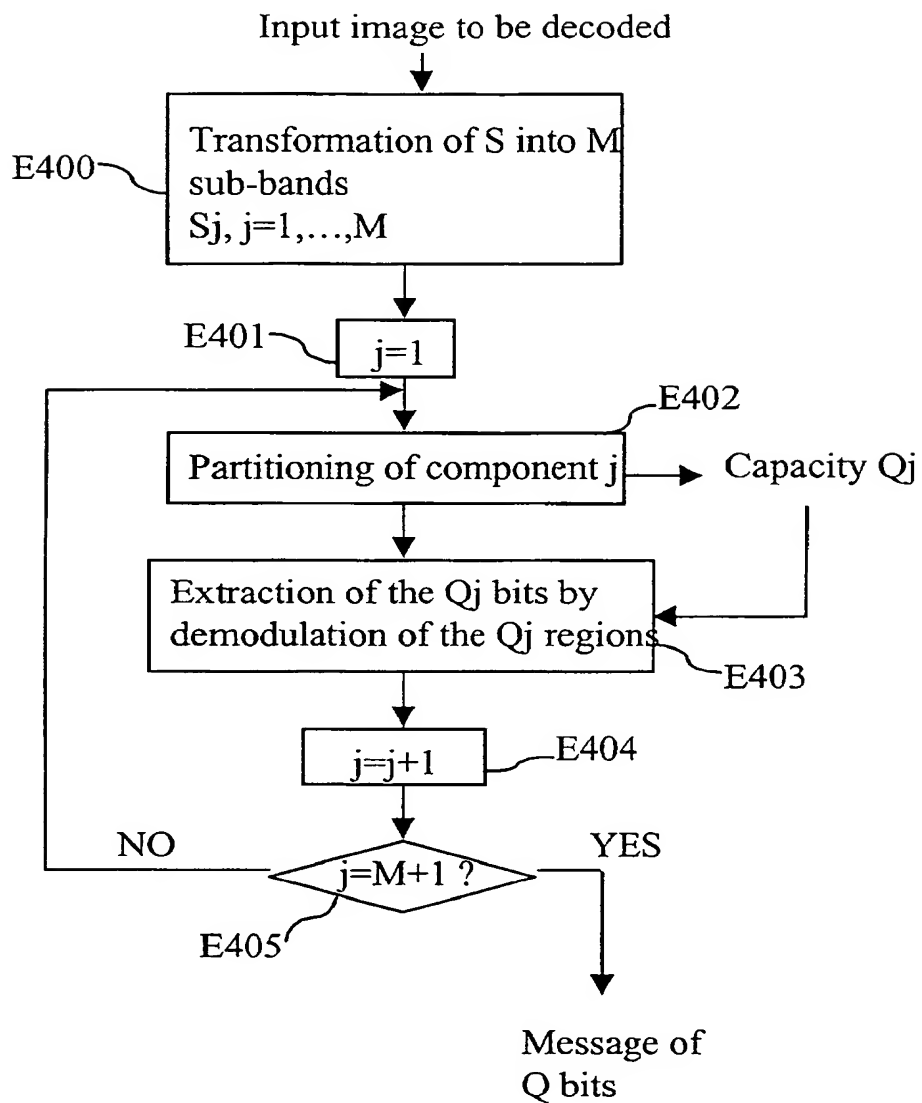 Input image to be decoded
Transformation of S into M
sub-bands
Sj, j=1,...,M
E400
E401
j=1
E402
Partitioning of component j
Capacity Qj
Extraction of the Qj bits by
demodulation of the Qj regions
E403
j=j+1
E404
NO
YES
j=M+1 ?
E405
Message of
Q bits